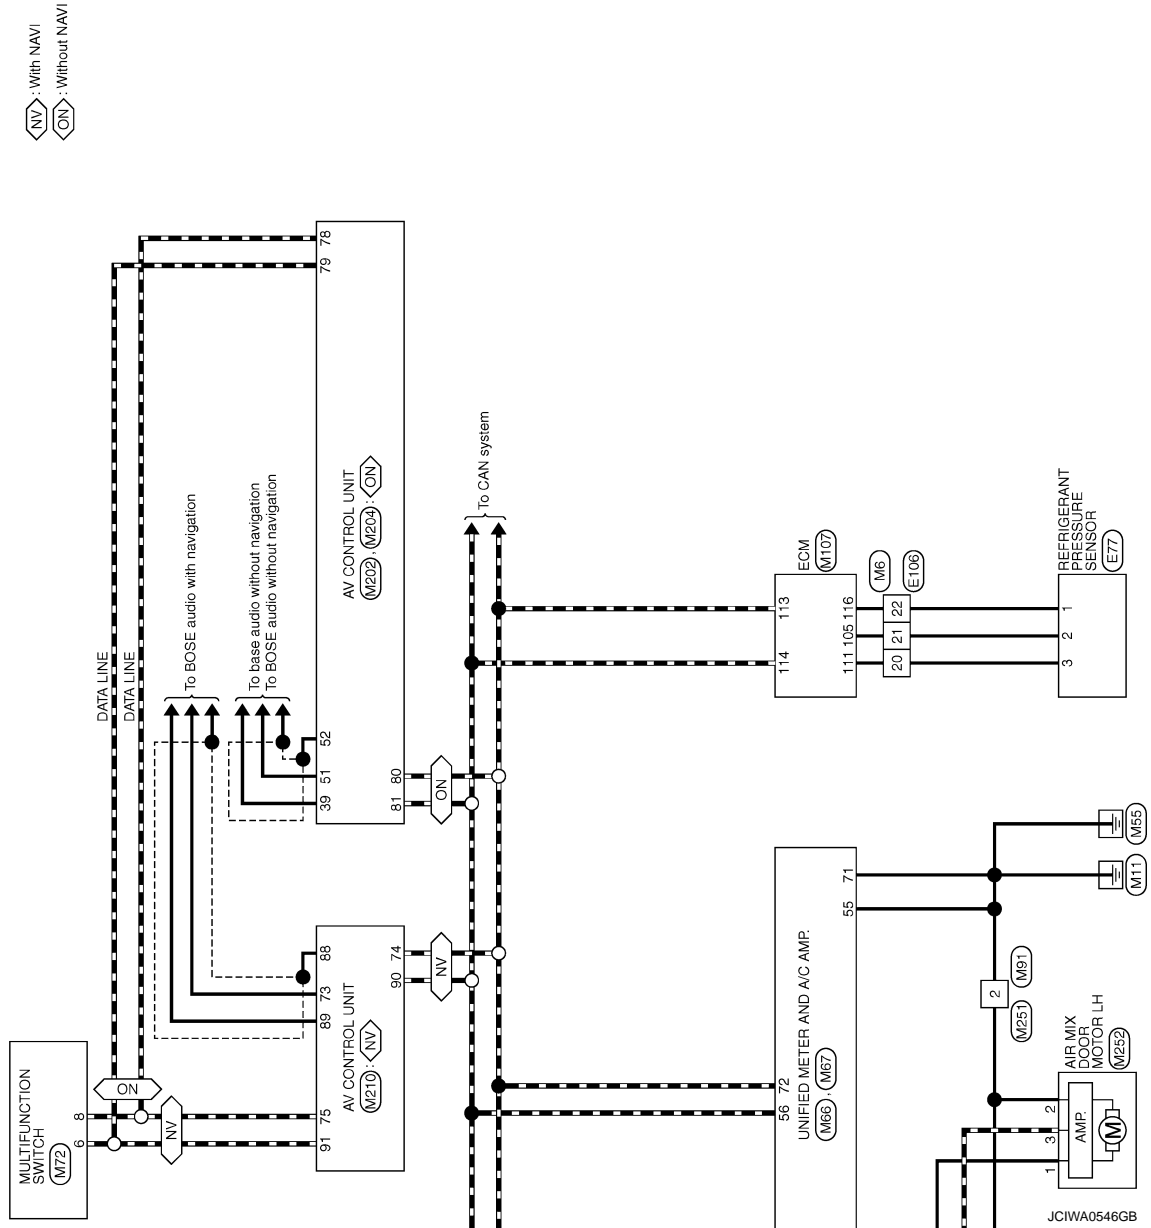 NV : With NAVI
ON : Without NAVI
78
79
DATA LINE
DATA LINE
To BOSE audio with navigation
To base audio without navigation
To BOSE audio without navigation
AV CONTROL UNIT
M202 , M204 : ON
To CAN system
52
51
39
80
81
ON
ECM
M107
113
114
116
105
111
M6
E106
22
21
20
REFRIGERANT
PRESSURE
SENSOR
E77
1
2
3
MULTIFUNCTION
SWITCH
M72
8
6
ON
NV
88
73
89
75
91
74
90
NV
AV CONTROL UNIT
M210 : NV
72
56
71
55
UNIFIED METER AND A/C AMP.
M66 , M67
M55
M11
2
M91
M251
AIR MIX
DOOR
MOTOR LH
M252
2
3
1
AMP.
M
JCIWA0546GB